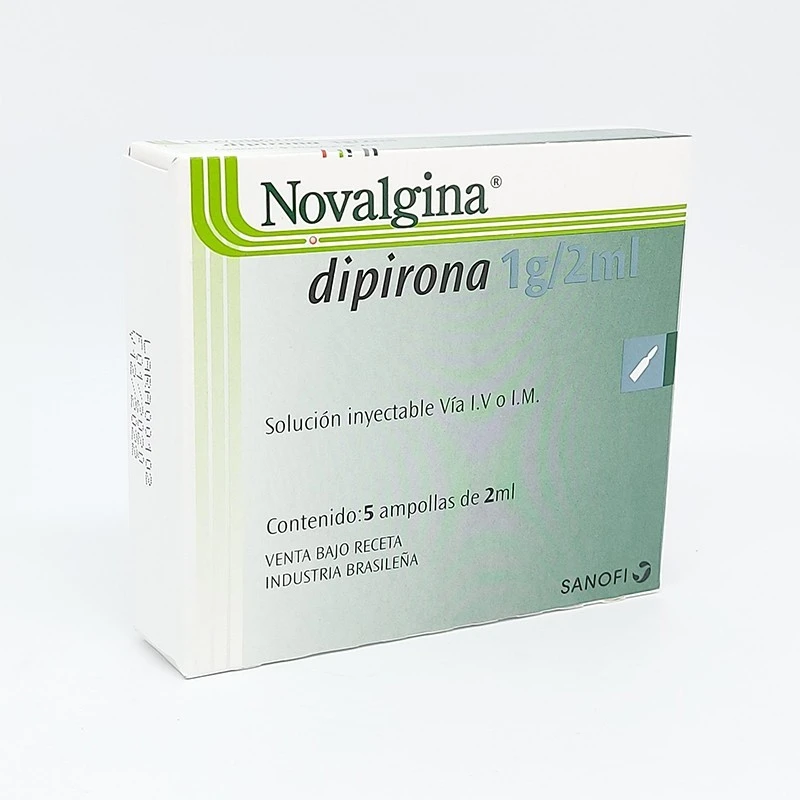 Novalgina®
dipirona 1g/2ml
Solución inyectable Vía I.V o I.M.
Contenido:5 ampollas de 2ml
VENTA BAJO RECETA
INDUSTRIA BRASILEÑA
SANOFI